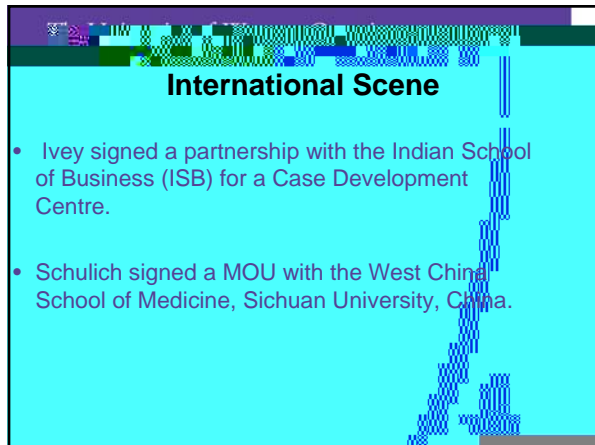 International Scene
• Ivey signed a partnership with the Indian School
of Business (ISB) for a Case Development
Centre.
• Schulich signed a MOU with the West China
School of Medicine, Sichuan University, China.